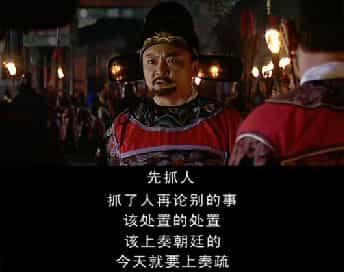 先抓人
抓了人再论别的事
该处置的处置
该上奏朝廷的
今天就要上奏疏